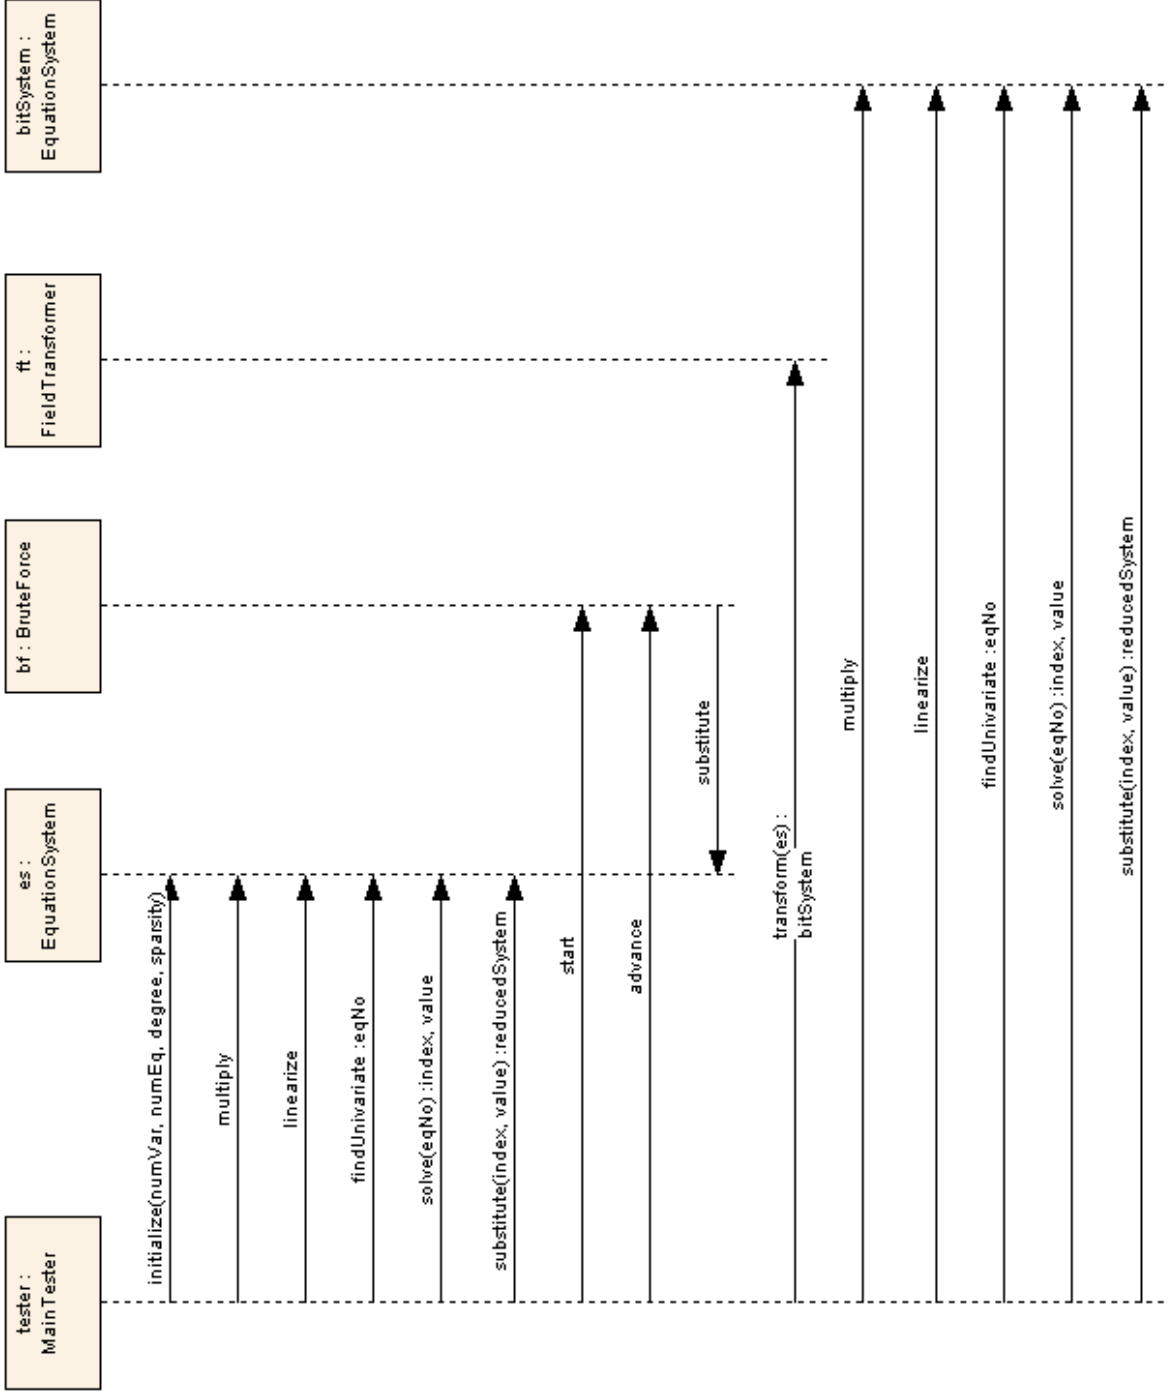 tester :
MainTester
es :
EquationSystem
bf : BruteForce
ft :
FieldTransformer
bitSystem :
EquationSystem
initialize(numVar, numEq, degree, sparsity)
multiply
linearize
findUnivariate :eqNo
solve(eqNo) :index, value
substitute(index, value) :reducedSystem
start
advance
substitute
transform(es) :
bitSystem
multiply
linearize
findUnivariate :eqNo
solve(eqNo) :index, value
substitute(index, value) :reducedSystem